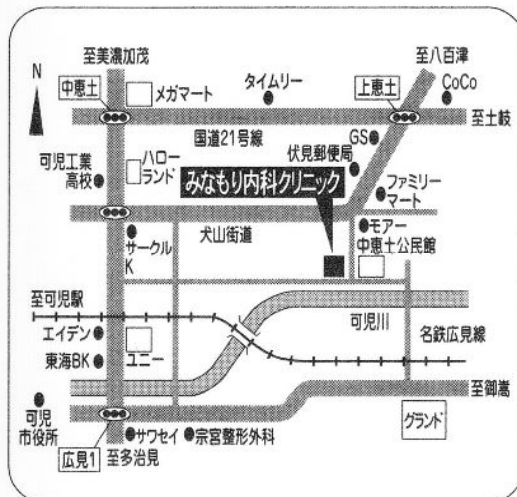 至美濃加茂
至八百津
N
中恵土
メガマート
タイムリー
上恵土
CoCo
国道21号線
至土岐
GS
可児工業
高校
ハロー
ランド
伏見郵便局
みなもり内科クリニック
ファミリー
マート
犬山街道
サークル
K
モアー
中恵土公民館
至可児駅
可児川
名鉄広見線
エイデン
東海BK
ユニー
至御嵩
可児
市役所
グランド
広見1
サワセイ
宗宮整形外科
至多治見